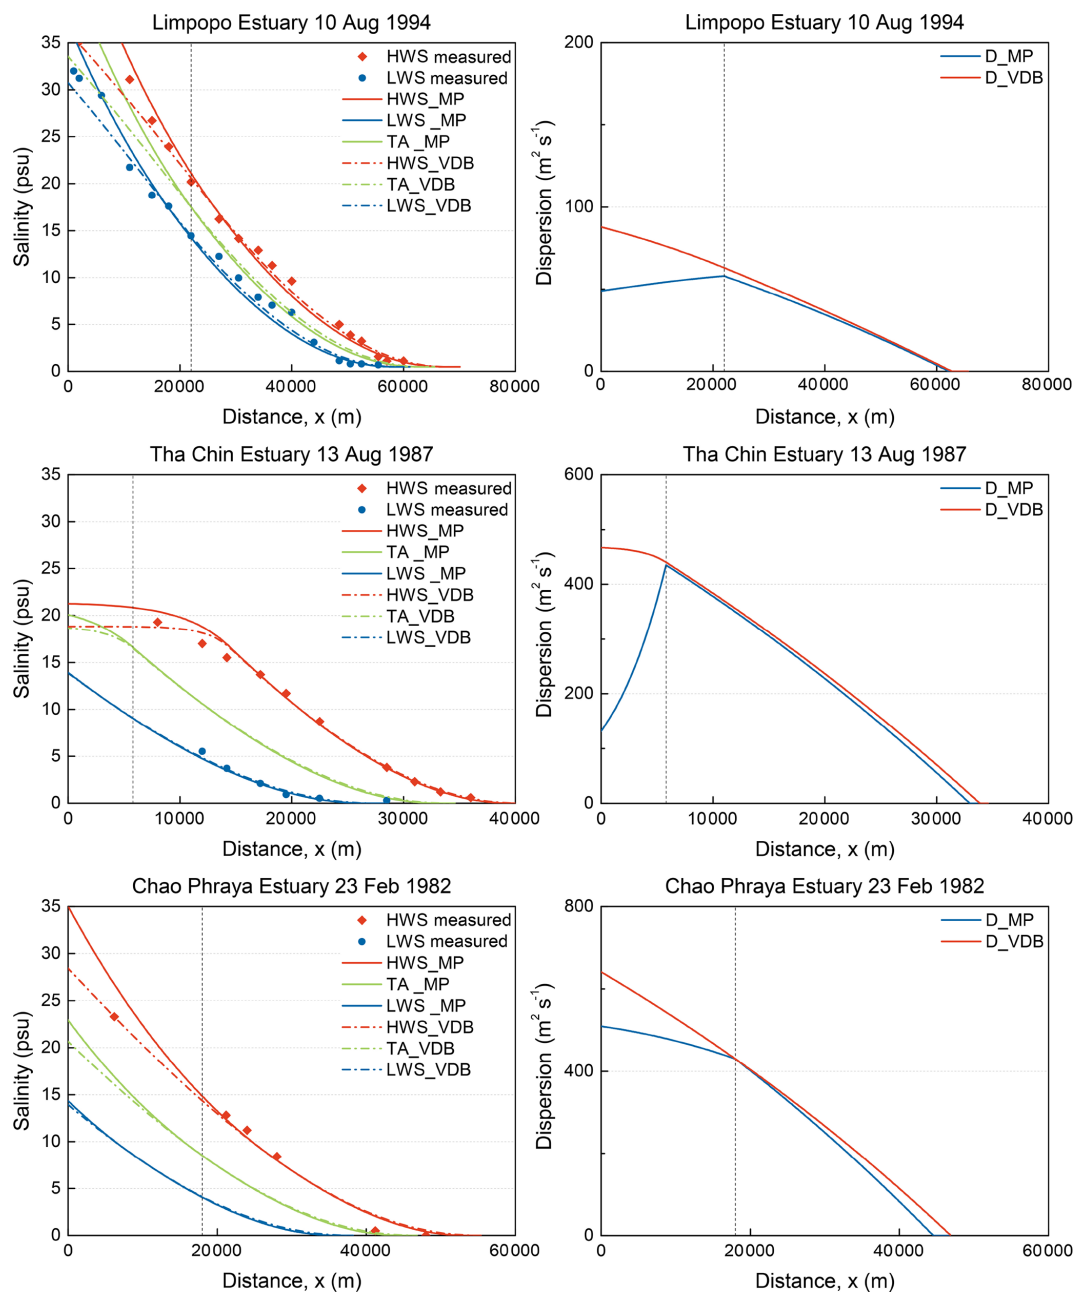 Limpopo Estuary 10 Aug 1994
35
30
25
20
15
10
5
0
0
20000
40000
60000
80000
Salinity (psu)
Distance, x (m)
HWS measured
LWS measured
HWS_MP
LWS _MP
TA _MP
HWS_VDB
TA_VDB
LWS_VDB
Limpopo Estuary 10 Aug 1994
200
100
0
0
20000
40000
60000
80000
Dispersion (m² s⁻¹)
Distance, x (m)
D_MP
D_VDB
Tha Chin Estuary 13 Aug 1987
35
30
25
20
15
10
5
0
0
10000
20000
30000
40000
Salinity (psu)
Distance, x (m)
HWS measured
LWS measured
HWS_MP
TA _MP
LWS _MP
HWS_VDB
TA_VDB
LWS_VDB
Tha Chin Estuary 13 Aug 1987
600
400
200
0
0
10000
20000
30000
40000
Dispersion (m² s⁻¹)
Distance, x (m)
D_MP
D_VDB
Chao Phraya Estuary 23 Feb 1982
35
30
25
20
15
10
5
0
0
20000
40000
60000
Salinity (psu)
Distance, x (m)
HWS measured
LWS measured
HWS_MP
TA_MP
LWS_MP
HWS_VDB
TA_VDB
LWS_VDB
Chao Phraya Estuary 23 Feb 1982
800
400
0
0
20000
40000
60000
Dispersion (m² s⁻¹)
Distance, x (m)
D_MP
D_VDB